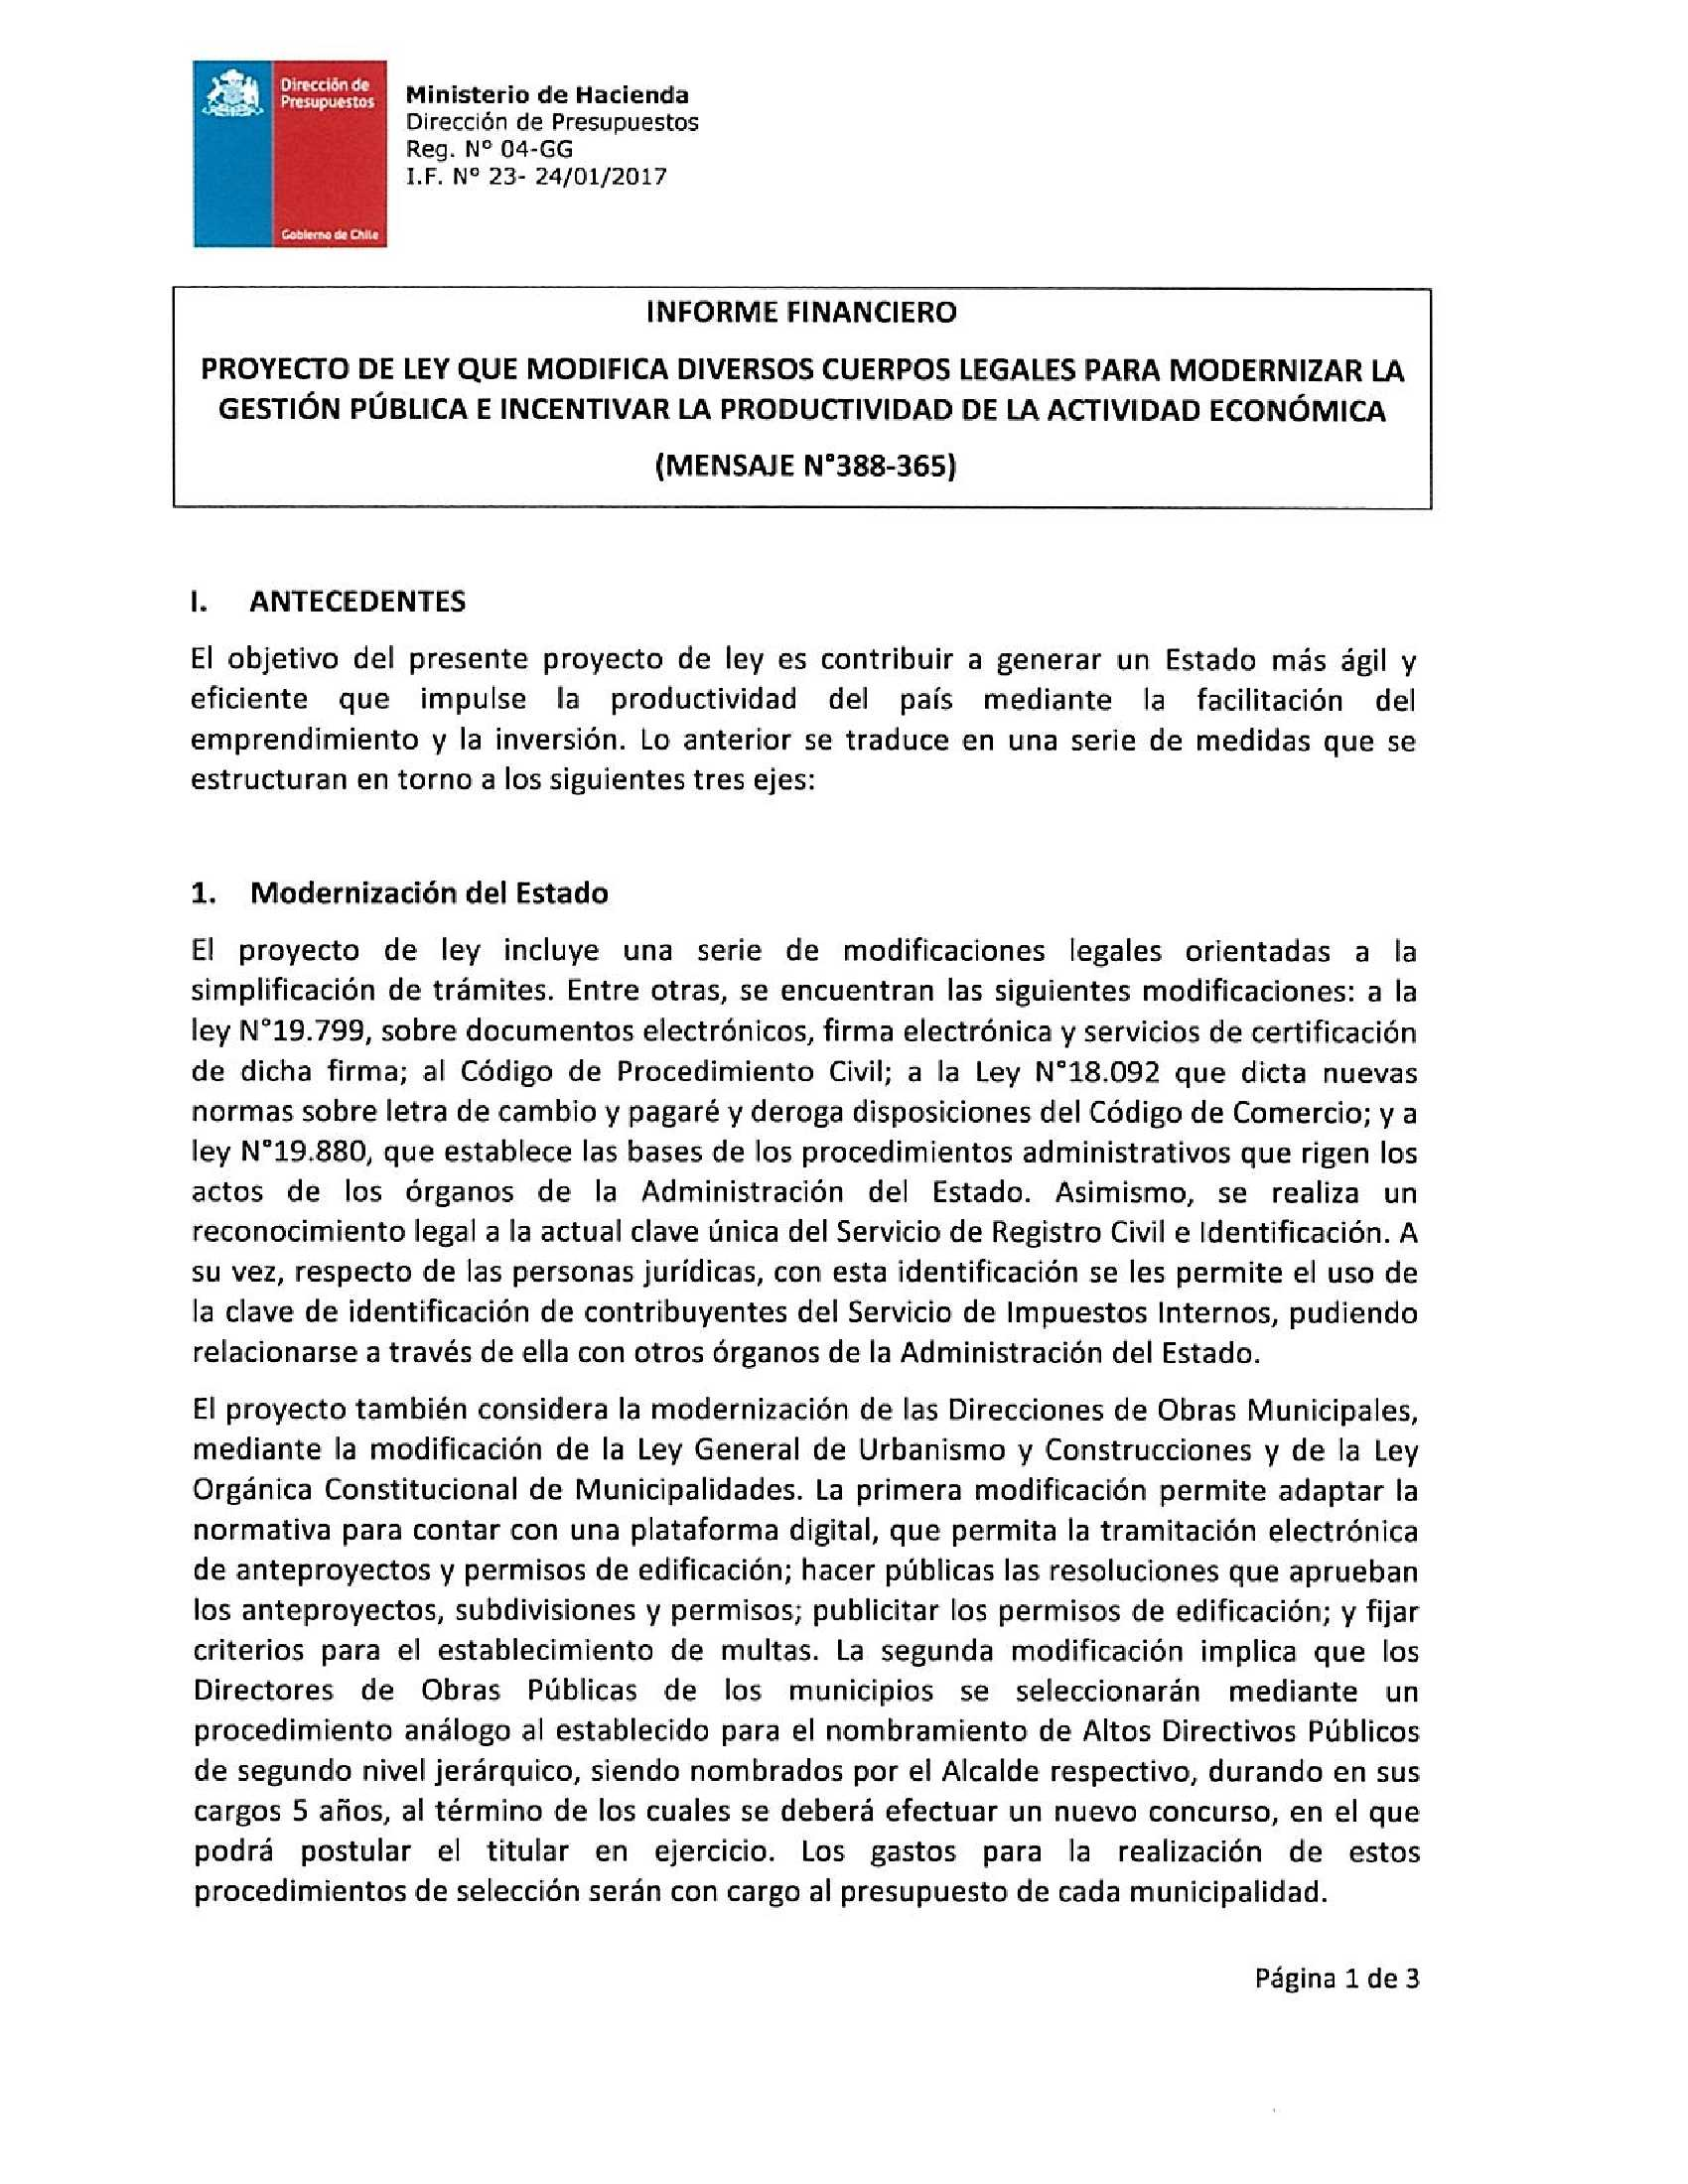 Dirección de
Presupuestos
Gobierno de Chile
Ministerio de Hacienda
Dirección de Presupuestos
Reg. Nº 04-GG
I.F. Nº 23- 24/01/2017
INFORME FINANCIERO
PROYECTO DE LEY QUE MODIFICA DIVERSOS CUERPOS LEGALES PARA MODERNIZAR LA
GESTIÓN PÚBLICA E INCENTIVAR LA PRODUCTIVIDAD DE LA ACTIVIDAD ECONÓMICA
(MENSAJE N°388-365)
I. ANTECEDENTES
El objetivo del presente proyecto de ley es contribuir a generar un Estado más ágil y
eficiente que impulse la productividad del país mediante la facilitación del
emprendimiento y la inversión. Lo anterior se traduce en una serie de medidas que se
estructuran en torno a los siguientes tres ejes:
1. Modernización del Estado
El proyecto de ley incluye una serie de modificaciones legales orientadas a la
simplificación de trámites. Entre otras, se encuentran las siguientes modificaciones: a la
ley N°19.799, sobre documentos electrónicos, firma electrónica y servicios de certificación
de dicha firma; al Código de Procedimiento Civil; a la Ley N°18.092 que dicta nuevas
normas sobre letra de cambio y pagaré y deroga disposiciones del Código de Comercio; y a
ley N°19.880, que establece las bases de los procedimientos administrativos que rigen los
actos de los órganos de la Administración del Estado. Asimismo, se realiza un
reconocimiento legal a la actual clave única del Servicio de Registro Civil e Identificación. A
su vez, respecto de las personas jurídicas, con esta identificación se les permite el uso de
la clave de identificación de contribuyentes del Servicio de Impuestos Internos, pudiendo
relacionarse a través de ella con otros órganos de la Administración del Estado.
El proyecto también considera la modernización de las Direcciones de Obras Municipales,
mediante la modificación de la Ley General de Urbanismo y Construcciones y de la Ley
Orgánica Constitucional de Municipalidades. La primera modificación permite adaptar la
normativa para contar con una plataforma digital, que permita la tramitación electrónica
de anteproyectos y permisos de edificación; hacer públicas las resoluciones que aprueban
los anteproyectos, subdivisiones y permisos; publicitar los permisos de edificación; y fijar
criterios para el establecimiento de multas. La segunda modificación implica que los
Directores de Obras Públicas de los municipios se seleccionarán mediante un
procedimiento análogo al establecido para el nombramiento de Altos Directivos Públicos
de segundo nivel jerárquico, siendo nombrados por el Alcalde respectivo, durando en sus
cargos 5 años, al término de los cuales se deberá efectuar un nuevo concurso, en el que
podrá postular el titular en ejercicio. Los gastos para la realización de estos
procedimientos de selección serán con cargo al presupuesto de cada municipalidad.
Página 1 de 3